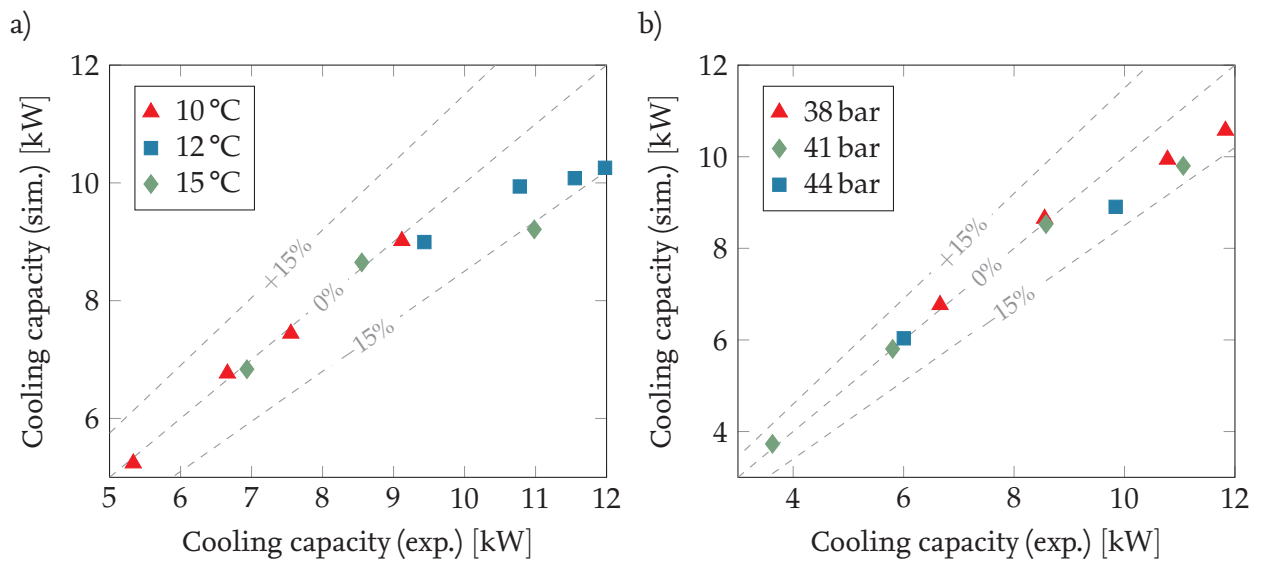 a)
12
10
8
6
5
6
7
8
9
10
11
12
Cooling capacity (sim.) [kW]
Cooling capacity (exp.) [kW]
10 °C
12 °C
15 °C
+15%
0%
−15%
b)
12
10
8
6
4
4
6
8
10
12
Cooling capacity (sim.) [kW]
Cooling capacity (exp.) [kW]
38 bar
41 bar
44 bar
+15%
0%
−15%